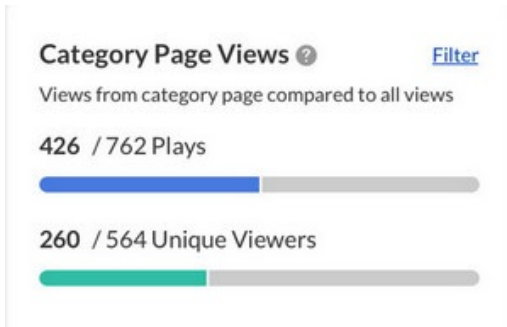 Category Page Views ?
Filter
Views from category page compared to all views
426 / 762 Plays
260 / 564 Unique Viewers